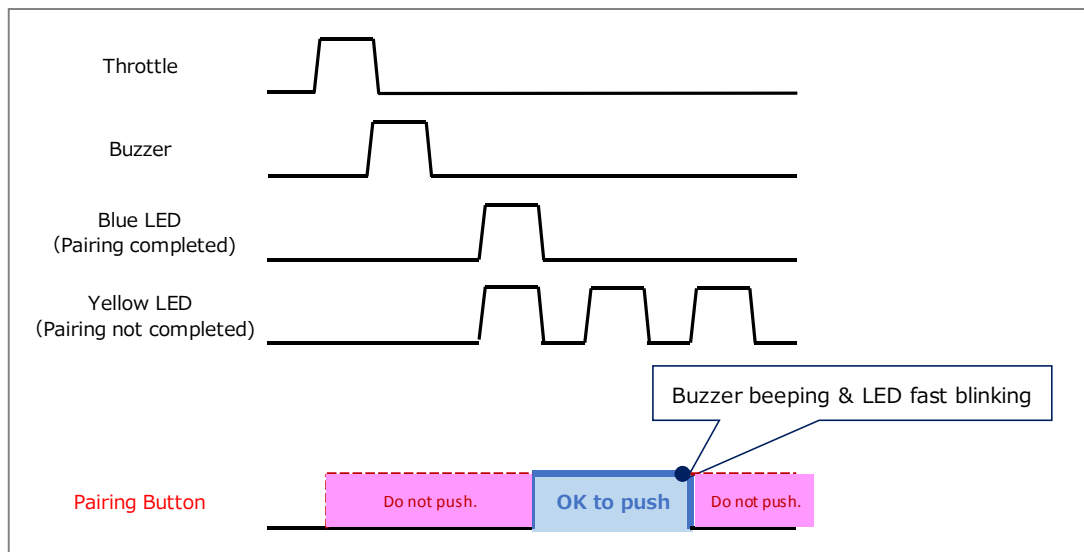 Throttle
Buzzer
Blue LED
(Pairing completed)
Yellow LED
(Pairing not completed)
Buzzer beeping & LED fast blinking
Pairing Button
Do not push.
OK to push
Do not push.